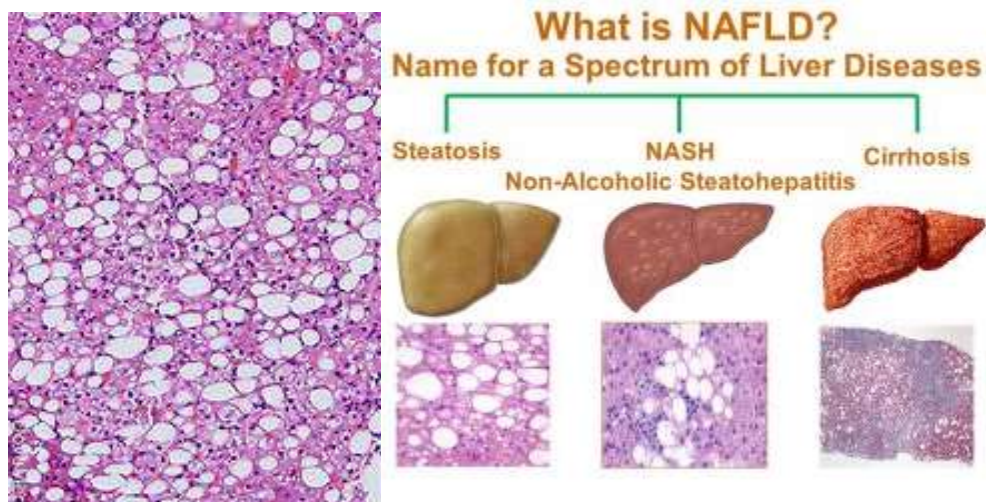 What is NAFLD?
Name for a Spectrum of Liver Diseases
Steatosis
NASH
Non-Alcoholic Steatohepatitis
Cirrhosis